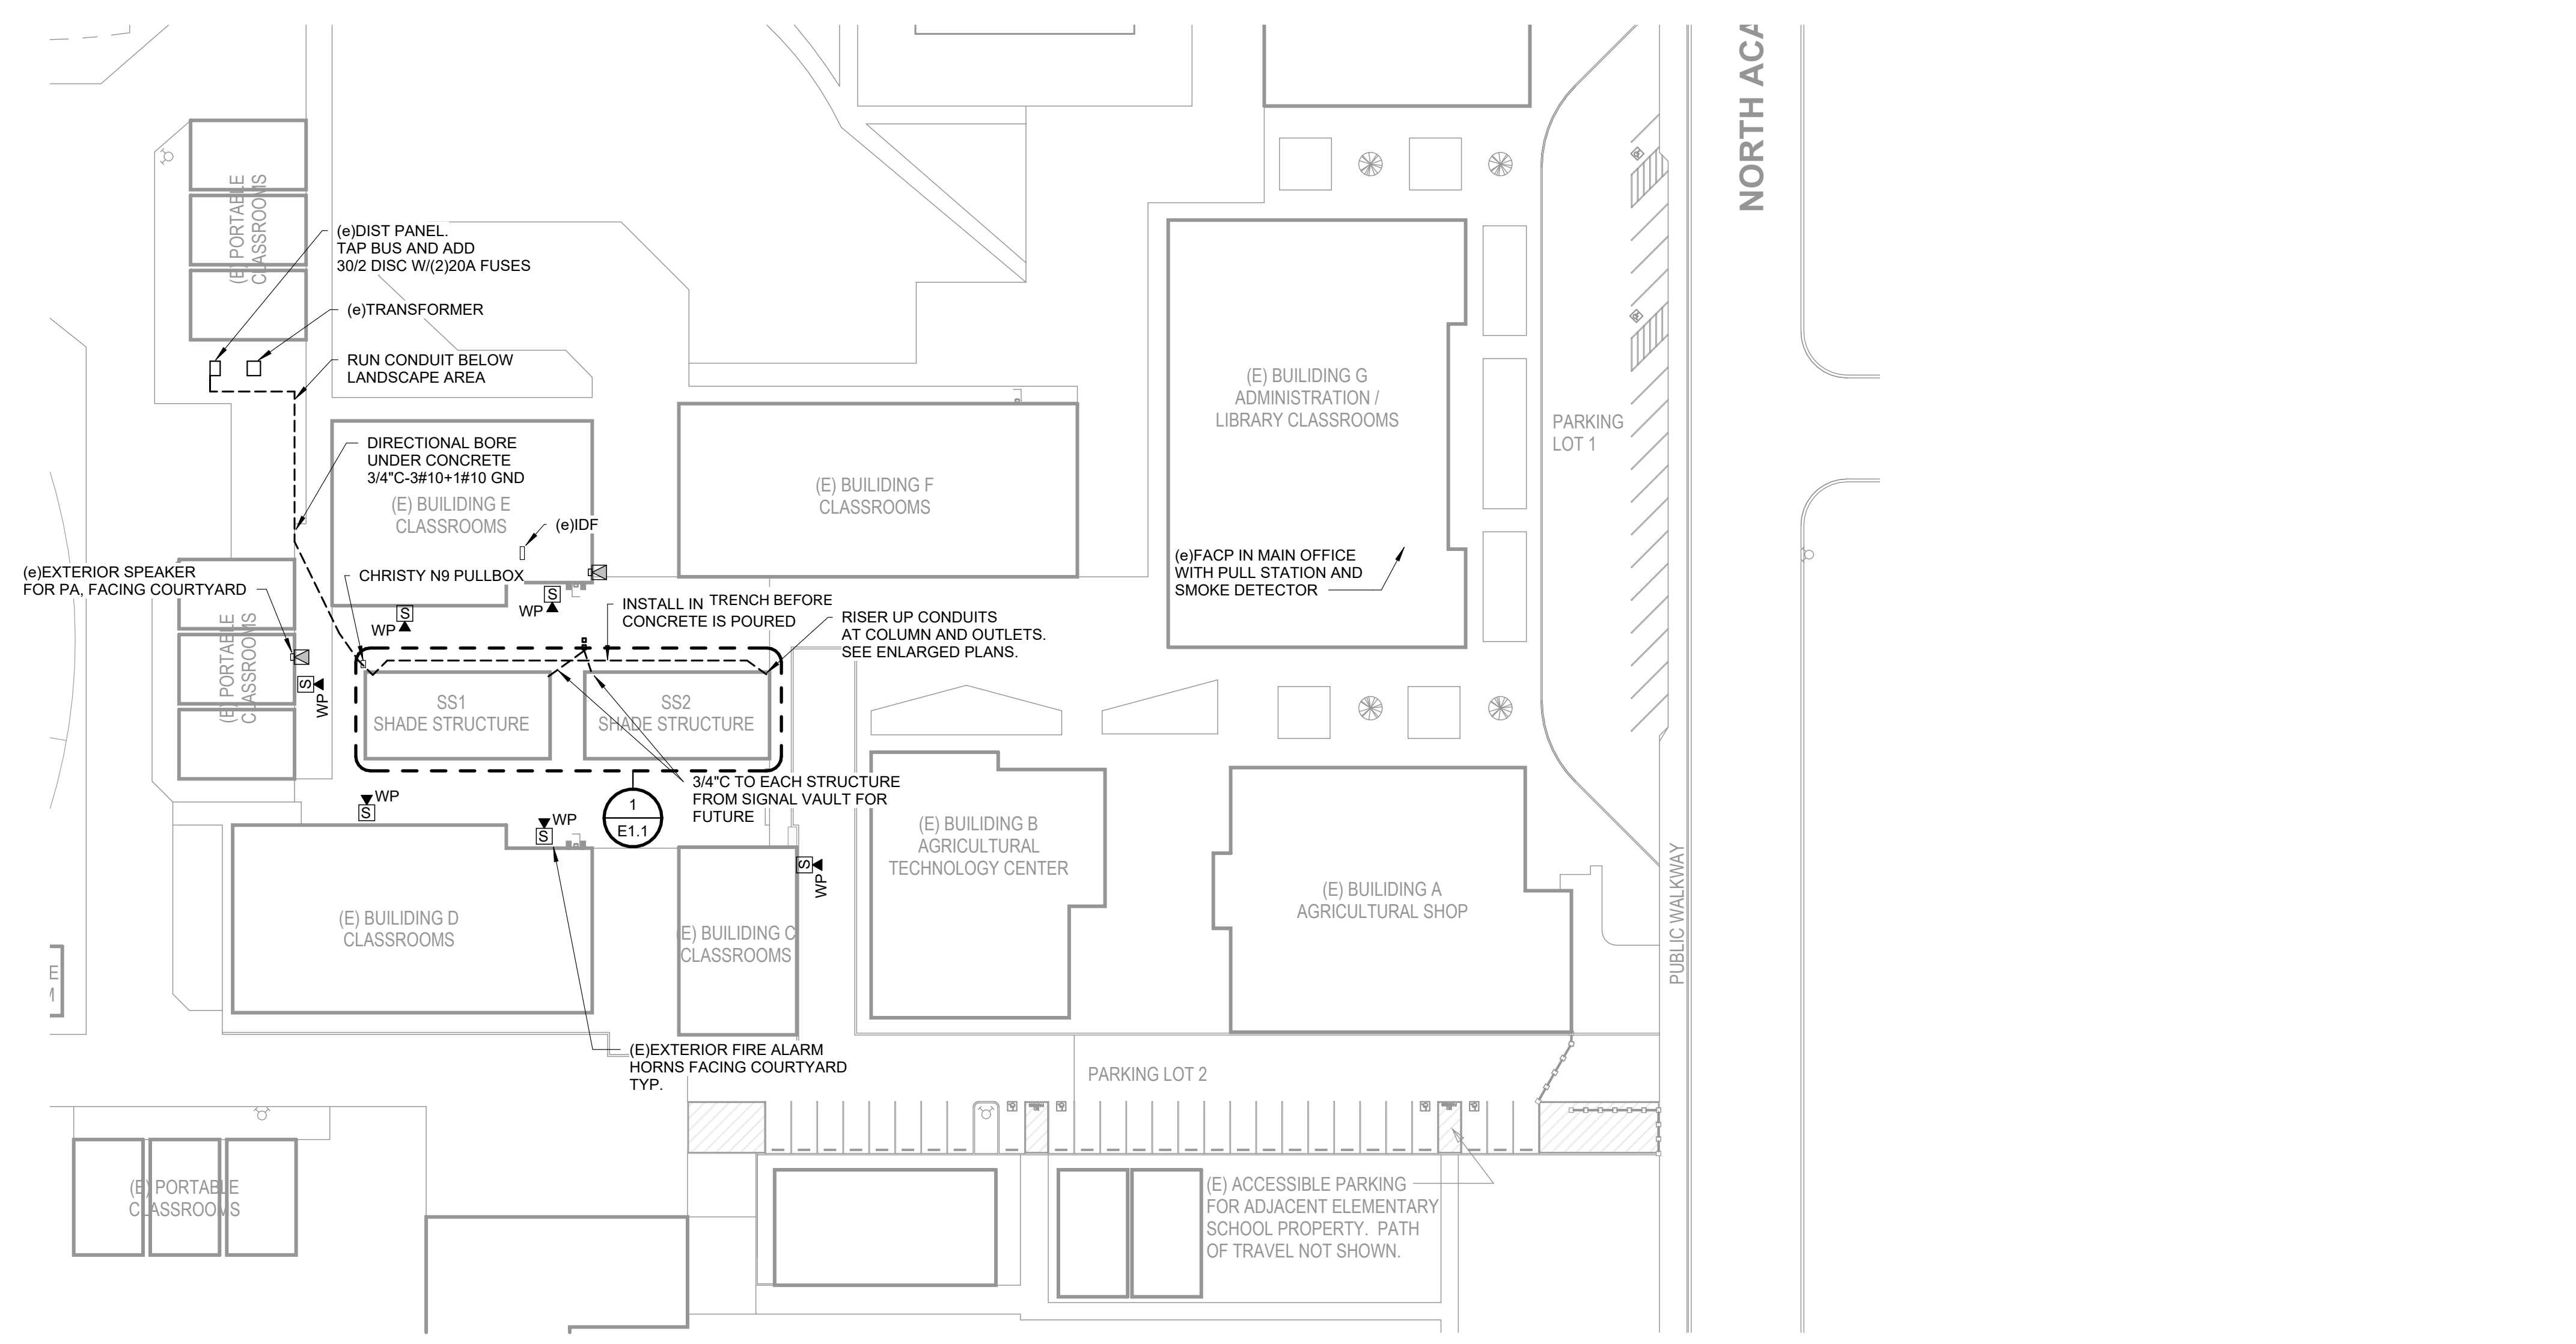 NORTH ACA
(E) PORTABLE
CLASSROOMS
(e)DIST PANEL.
TAP BUS AND ADD
30/2 DISC W/(2)20A FUSES
(e)TRANSFORMER
RUN CONDUIT BELOW
LANDSCAPE AREA
DIRECTIONAL BORE
UNDER CONCRETE
3/4"C-3#10+1#10 GND
(E) BUILIDING E
CLASSROOMS
(e)IDF
(E) BUILIDING F
CLASSROOMS
(E) BUILIDING G
ADMINISTRATION /
LIBRARY CLASSROOMS
PARKING
LOT 1
(e)FACP IN MAIN OFFICE
WITH PULL STATION AND
SMOKE DETECTOR
(e)EXTERIOR SPEAKER
FOR PA, FACING COURTYARD
CHRISTY N9 PULLBOX
S
WP
S
WP
INSTALL IN TRENCH BEFORE
CONCRETE IS POURED
RISER UP CONDUITS
AT COLUMN AND OUTLETS.
SEE ENLARGED PLANS.
(E) PORTABLE
CLASSROOMS
S
WP
SS1
SHADE STRUCTURE
SS2
SHADE STRUCTURE
3/4"C TO EACH STRUCTURE
FROM SIGNAL VAULT FOR
FUTURE
1
E1.1
WP
S
WP
S
S
WP
(E) BUILIDING B
AGRICULTURAL
TECHNOLOGY CENTER
(E) BUILIDING A
AGRICULTURAL SHOP
PUBLIC WALKWAY
(E) BUILIDING D
CLASSROOMS
(E) BUILIDING C
CLASSROOMS
E
M
(E)EXTERIOR FIRE ALARM
HORNS FACING COURTYARD
TYP.
PARKING LOT 2
(E) PORTABLE
CLASSROOMS
(E) ACCESSIBLE PARKING
FOR ADJACENT ELEMENTARY
SCHOOL PROPERTY. PATH
OF TRAVEL NOT SHOWN.